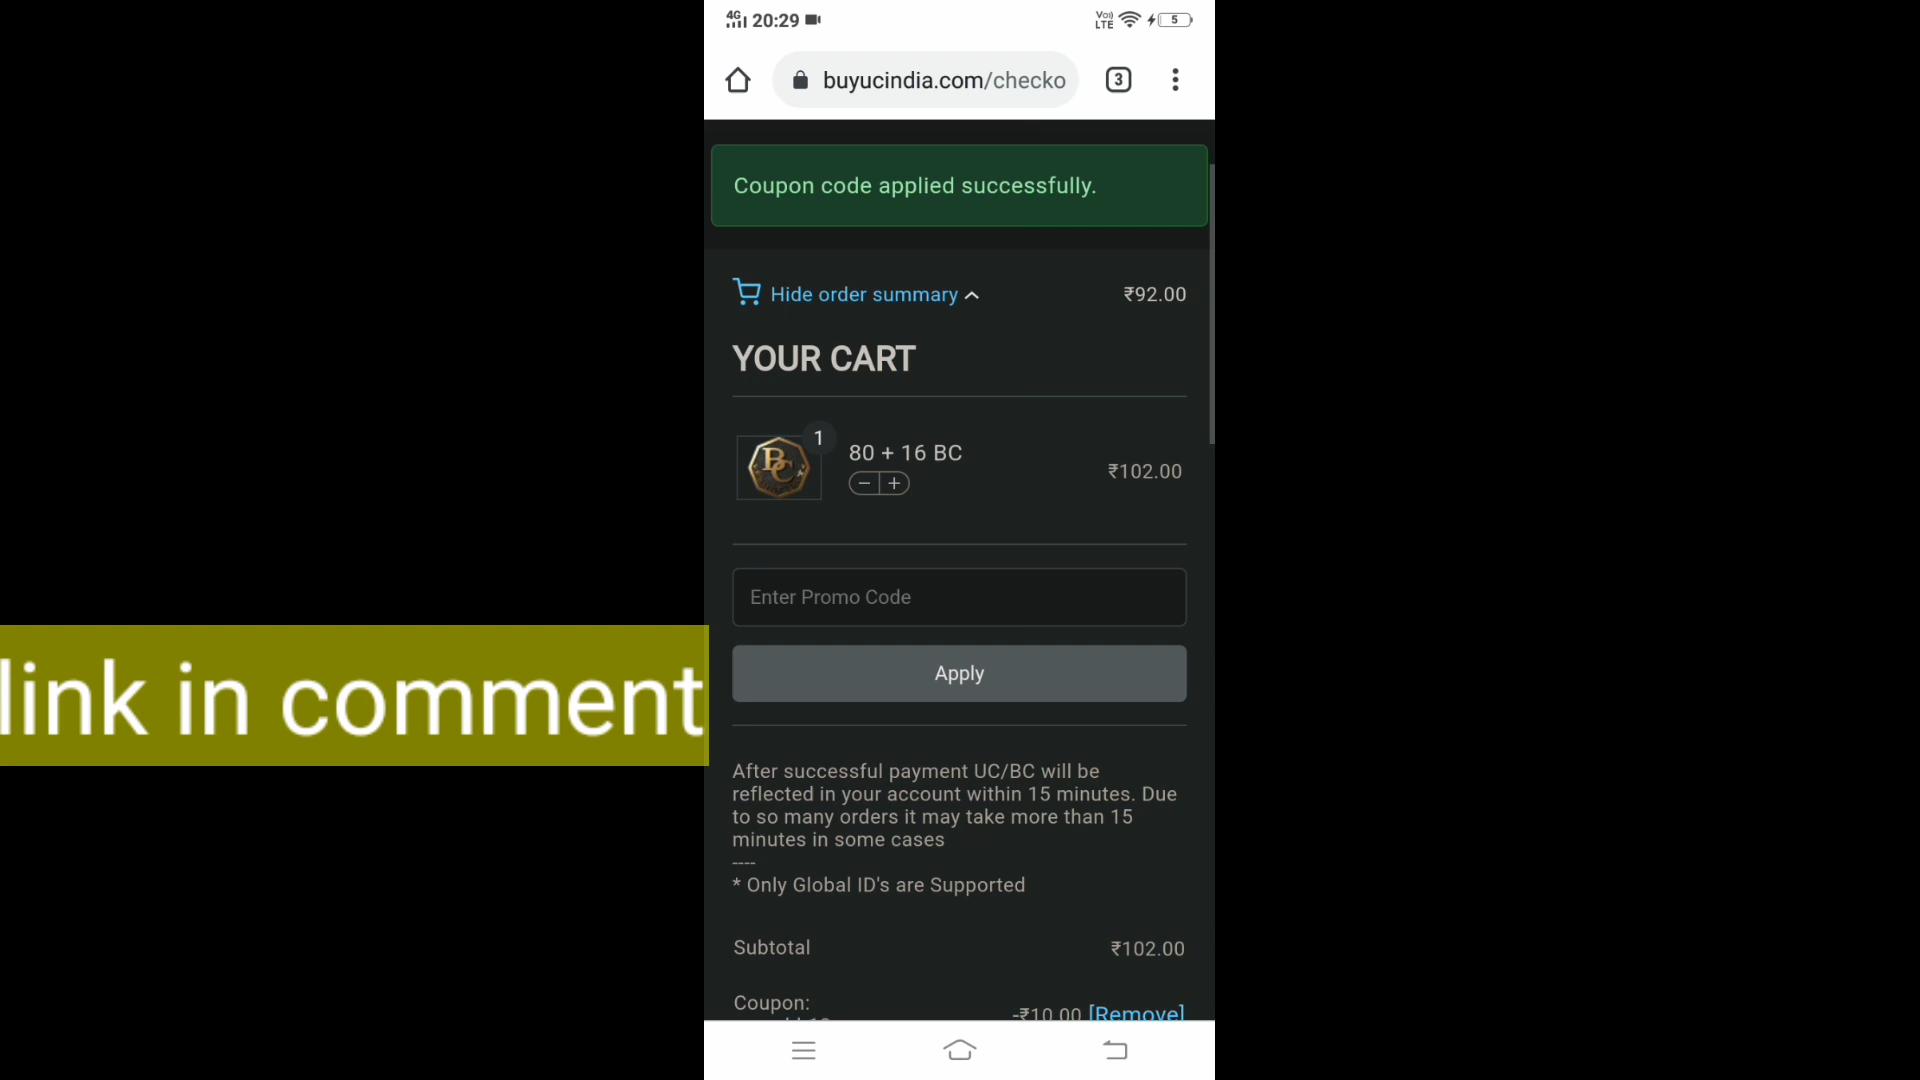 4G 20:29 Vo) LTE 5
buyucindia.com/checko 3
Coupon code applied successfully.
Hide order summary ₹92.00
YOUR CART
BC 1
80 + 16 BC
− +
₹102.00
Enter Promo Code
Apply
link in comment
After successful payment UC/BC will be
reflected in your account within 15 minutes. Due
to so many orders it may take more than 15
minutes in some cases
----
* Only Global ID's are Supported
Subtotal ₹102.00
Coupon:
-₹10.00 [Remove]